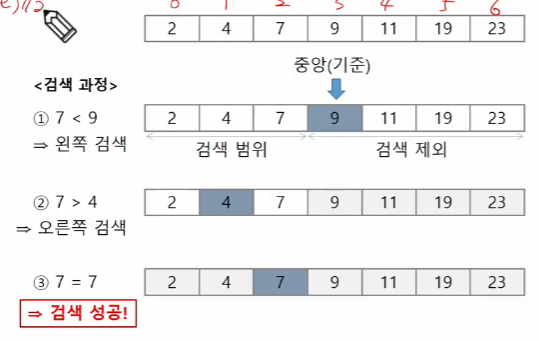 0 1 2 3 4 5 6
2 4 7 9 11 19 23
중앙(기준)
<검색 과정>
① 7 < 9
2 4 7 9 11 19 23
⇒ 왼쪽 검색
검색 범위 검색 제외
② 7 > 4
2 4 7 9 11 19 23
⇒ 오른쪽 검색
③ 7 = 7
2 4 7 9 11 19 23
⇒ 검색 성공!